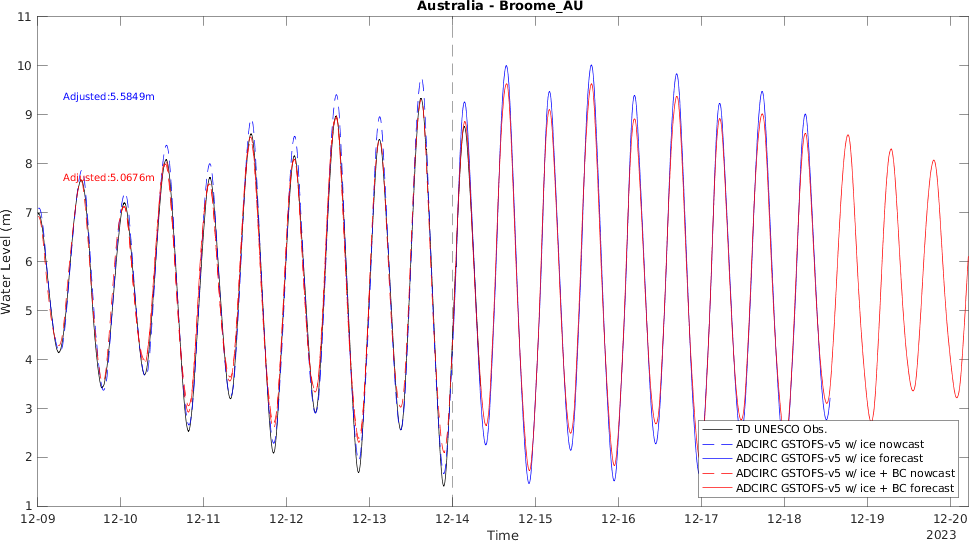 Australia - Broome_AU
11
10
9
8
7
6
5
4
3
2
1
Water Level (m)
Adjusted:5.5849m
Adjusted:5.0676m
TD UNESCO Obs.
ADCIRC GSTOFS-v5 w/ ice nowcast
ADCIRC GSTOFS-v5 w/ ice forecast
ADCIRC GSTOFS-v5 w/ ice + BC nowcast
ADCIRC GSTOFS-v5 w/ ice + BC forecast
12-09 12-10 12-11 12-12 12-13 12-14 12-15 12-16 12-17 12-18 12-19 12-20
Time
2023